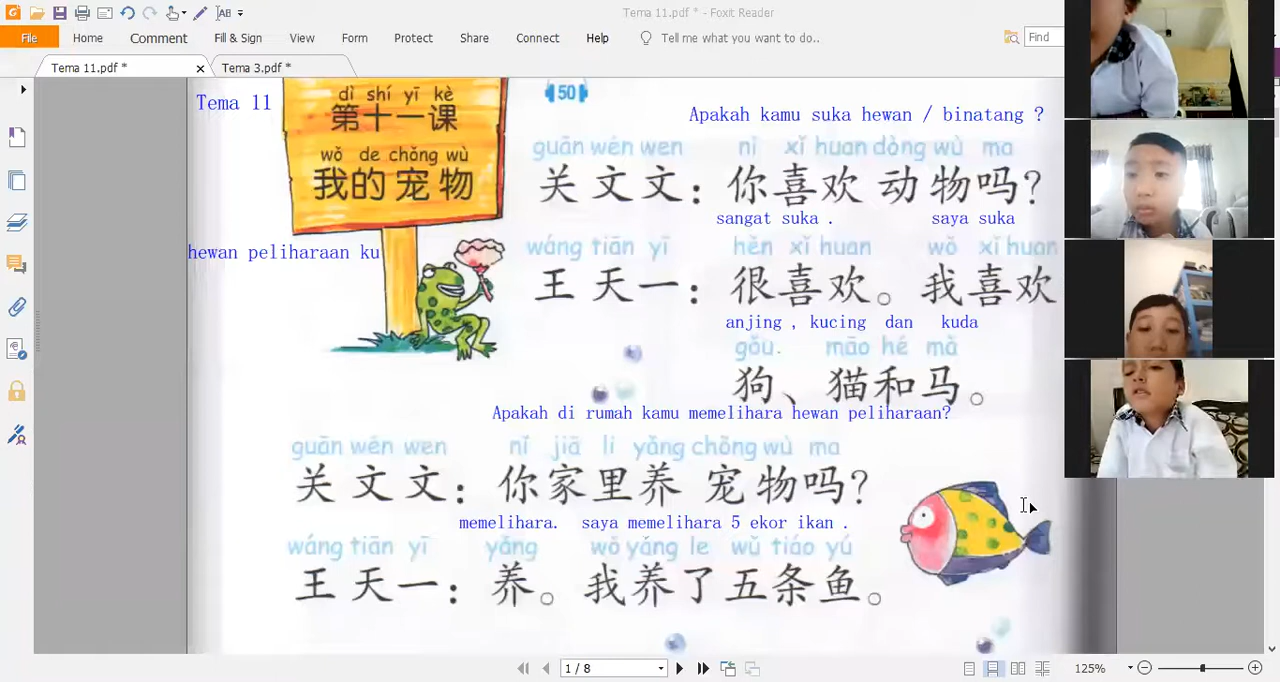 Tema 11.pdf * - Foxit Reader
File Home Comment Fill & Sign View Form Protect Share Connect Help Tell me what you want to do.. Find
Tema 11.pdf * Tema 3.pdf *
Tema 11
dì shí yī kè
第十一课
wǒ de chǒng wù
我的宠物
hewan peliharaan ku
50
Apakah kamu suka hewan / binatang ?
guān wén wen nǐ xǐ huan dòng wù ma
关文文：你喜欢动物吗？
sangat suka . saya suka
wáng tiān yī hěn xǐ huan wǒ xǐ huan
王天一：很喜欢。我喜欢
anjing , kucing dan kuda
gǒu. māo hé mǎ
狗、猫和马。
Apakah di rumah kamu memelihara hewan peliharaan?
guān wén wen nǐ jiā li yǎng chǒng wù ma
关文文：你家里养宠物吗？
memelihara. saya memelihara 5 ekor ikan .
wáng tiān yī yǎng wǒ yǎng le wǔ tiáo yú
王天一：养。我养了五条鱼。
1 / 8
125%